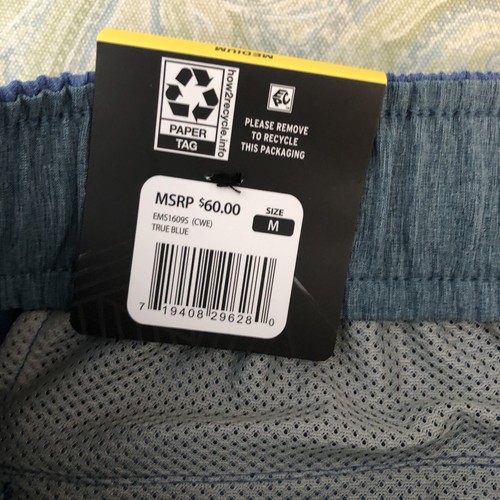 MEDIUM
how2recycle.info
PAPER
TAG
PLEASE REMOVE
TO RECYCLE
THIS PACKAGING
MSRP $60.00
EMS1609S (CWE)
TRUE BLUE
SIZE
M
7 19408 29628 0